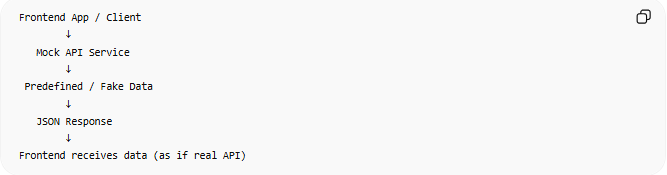 Frontend App / Client
↓
Mock API Service
↓
Predefined / Fake Data
↓
JSON Response
↓
Frontend receives data (as if real API)